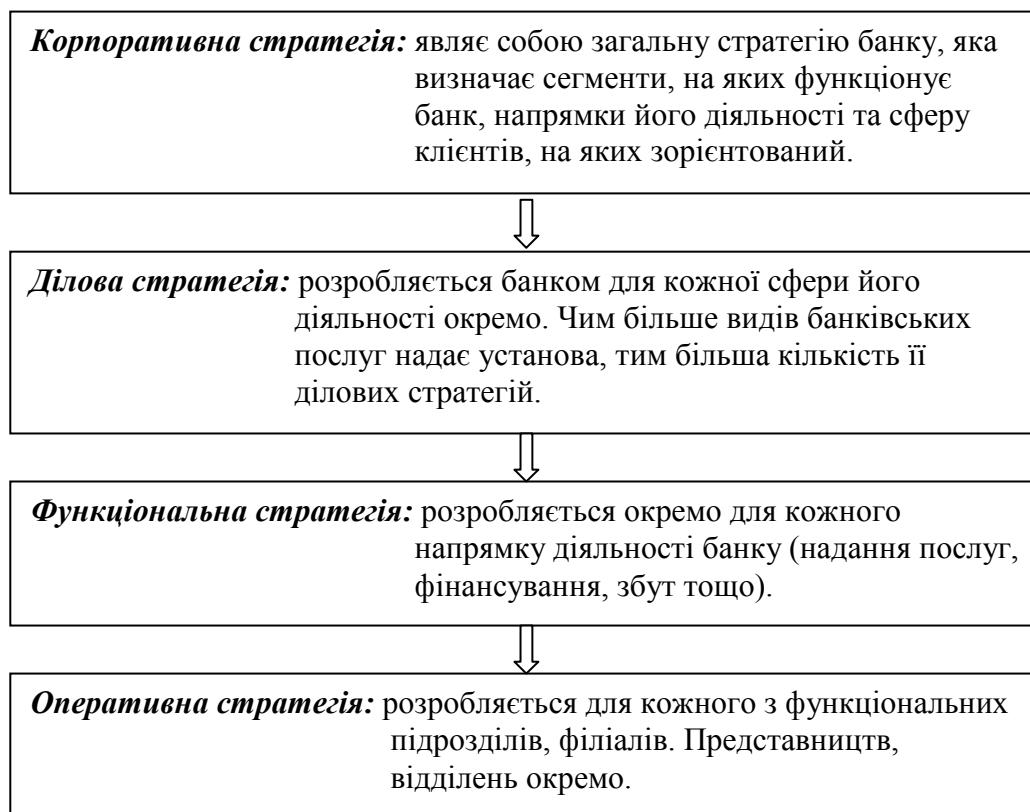 Корпоративна стратегія: являє собою загальну стратегію банку, яка
визначає сегменти, на яких функціонує
банк, напрямки його діяльності та сферу
клієнтів, на яких зорієнтований.
Ділова стратегія: розробляється банком для кожної сфери його
діяльності окремо. Чим більше видів банківських
послуг надає установа, тим більша кількість її
ділових стратегій.
Функціональна стратегія: розробляється окремо для кожного
напрямку діяльності банку (надання послуг,
фінансування, збут тощо).
Оперативна стратегія: розробляється для кожного з функціональних
підрозділів, філіалів. Представництв,
відділень окремо.